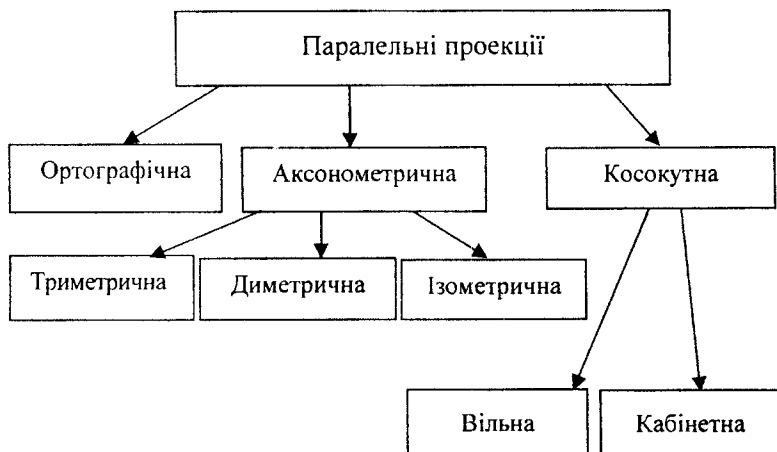 Паралельні проекції
Ортографічна
Аксонометрична
Косокутна
Триметрична
Диметрична
Ізометрична
Вільна
Кабінетна